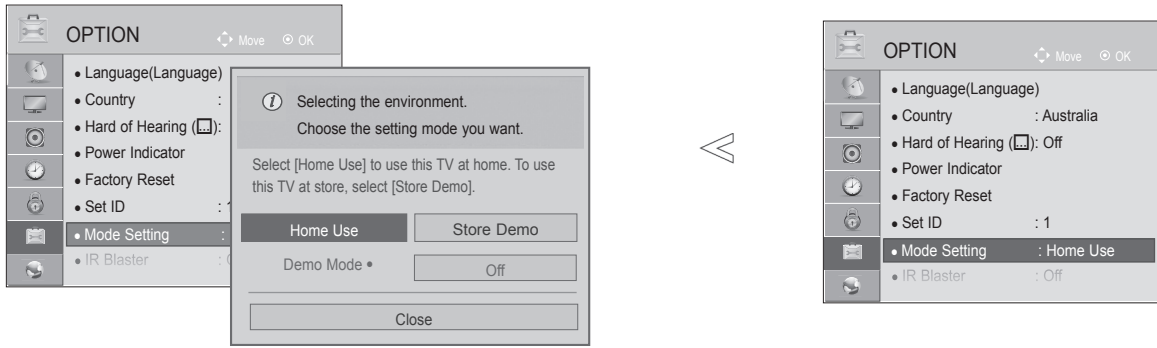 OPTION
Move OK
• Language(Language)
• Country :
• Hard of Hearing ( ):
• Power Indicator
• Factory Reset
• Set ID :
• Mode Setting :
• IR Blaster :
Selecting the environment.
Choose the setting mode you want.
Select [Home Use] to use this TV at home. To use
this TV at store, select [Store Demo].
Home Use Store Demo
Demo Mode • Off
Close
OPTION
Move OK
• Language(Language)
• Country : Australia
• Hard of Hearing ( ): Off
• Power Indicator
• Factory Reset
• Set ID : 1
• Mode Setting : Home Use
• IR Blaster : Off